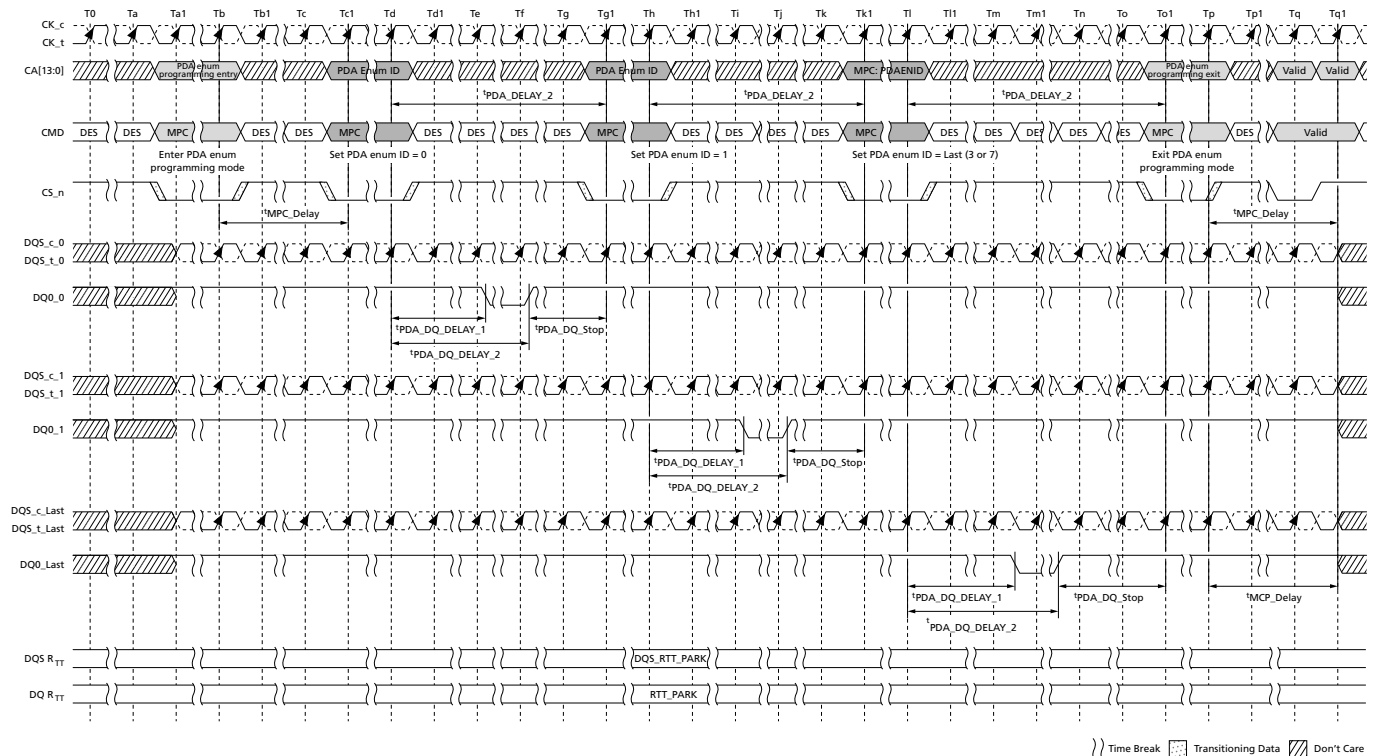 T0 Ta Ta1 Tb Tb1 Tc Tc1 Td Td1 Te Tf Tg Tg1 Th Th1 Ti Tj Tk Tk1 Tl Tl1 Tm Tm1 Tn To To1 Tp Tp1 Tq Tq1
CK_c
CK_t
CA[13:0]
PDA enum
programming entry
PDA Enum ID
PDA Enum ID
MPC: PDAENID
PDA enum
programming exit
Valid
Valid
tPDA_DELAY_2
tPDA_DELAY_2
tPDA_DELAY_2
CMD
DES DES MPC DES DES MPC DES DES DES DES MPC DES DES DES DES MPC DES DES DES DES DES MPC DES Valid
Enter PDA enum
programming mode
Set PDA enum ID = 0
Set PDA enum ID = 1
Set PDA enum ID = Last (3 or 7)
Exit PDA enum
programming mode
CS_n
tMPC_Delay
tMPC_Delay
DQS_c_0
DQS_t_0
DQ0_0
tPDA_DQ_DELAY_1
tPDA_DQ_Stop
tPDA_DQ_DELAY_2
DQS_c_1
DQS_t_1
DQ0_1
tPDA_DQ_DELAY_1
tPDA_DQ_Stop
tPDA_DQ_DELAY_2
DQS_c_Last
DQS_t_Last
DQ0_Last
tPDA_DQ_DELAY_1
tPDA_DQ_Stop
tMCP_Delay
tPDA_DQ_DELAY_2
DQS RTT
DQS_RTT_PARK
DQ RTT
RTT_PARK
Time Break
Transitioning Data
Don't Care